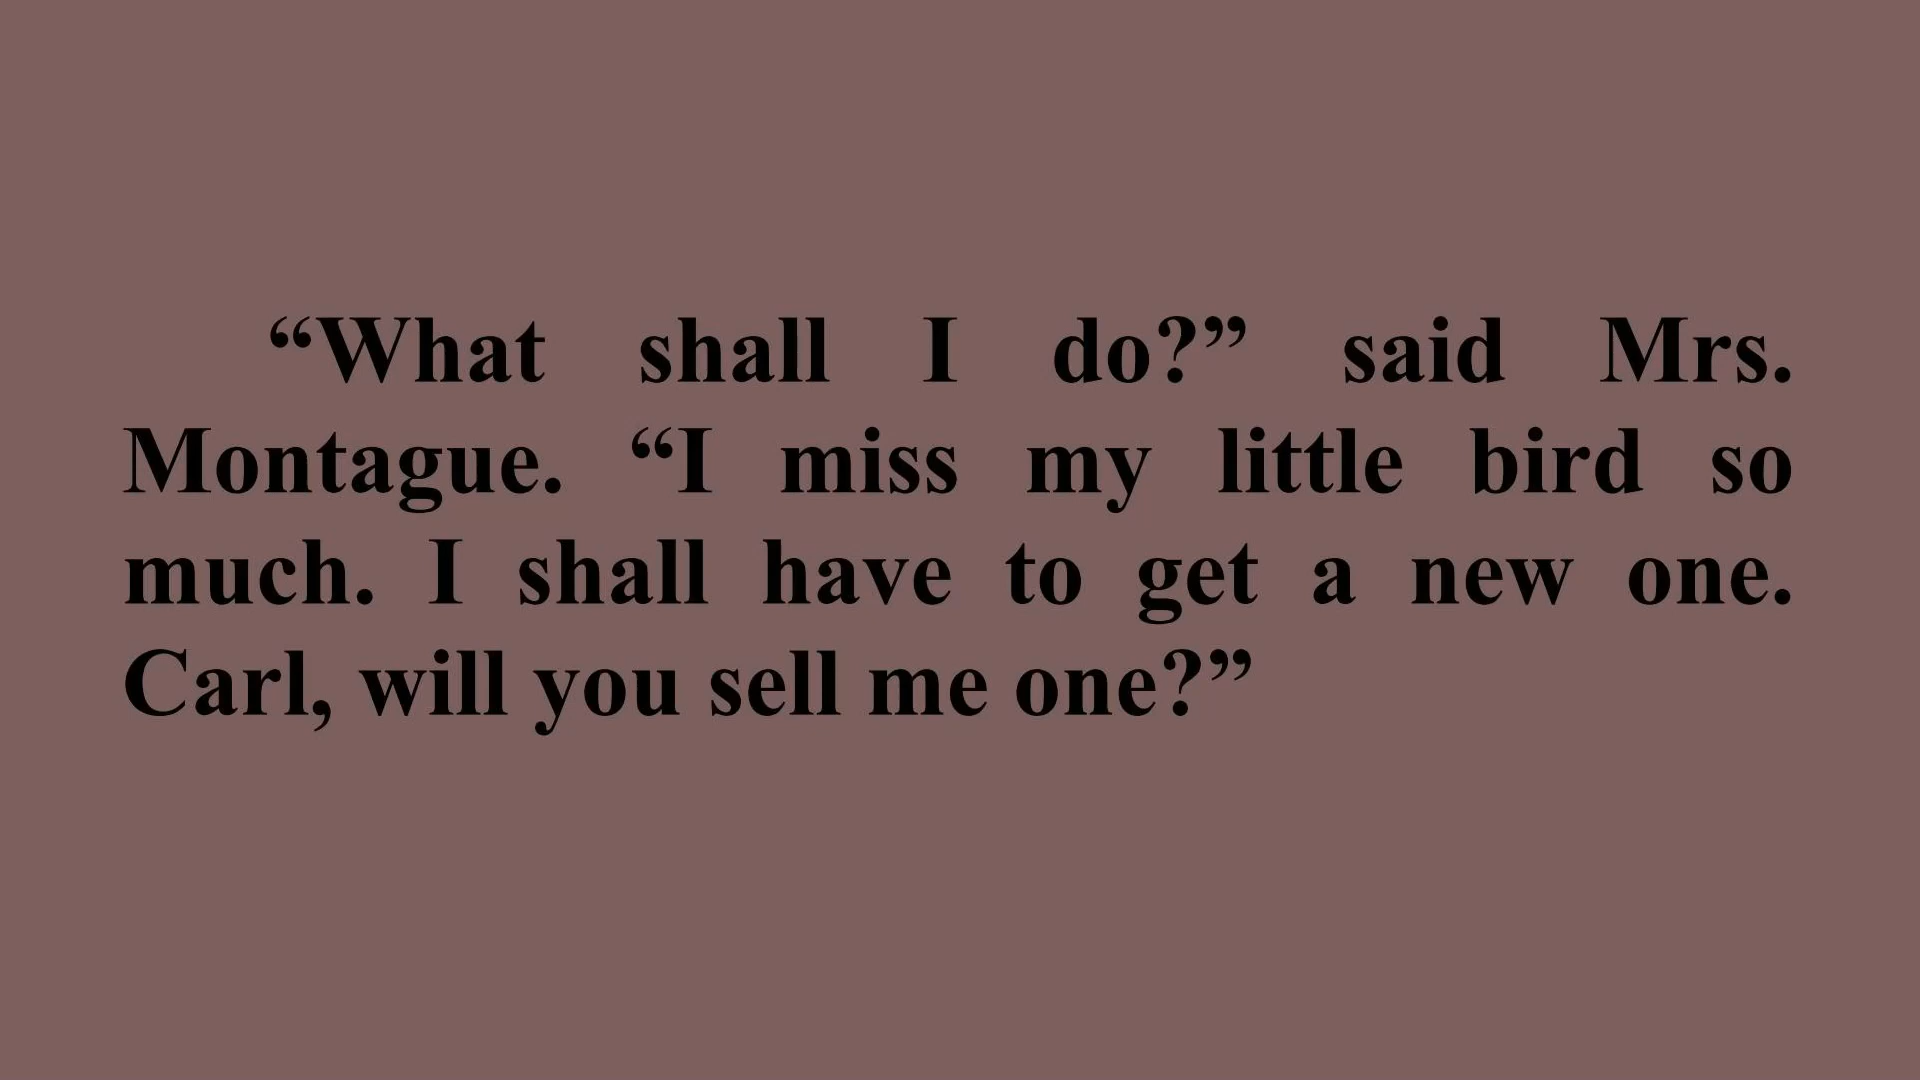 “What shall I do?” said Mrs.
Montague. “I miss my little bird so
much. I shall have to get a new one.
Carl, will you sell me one?”